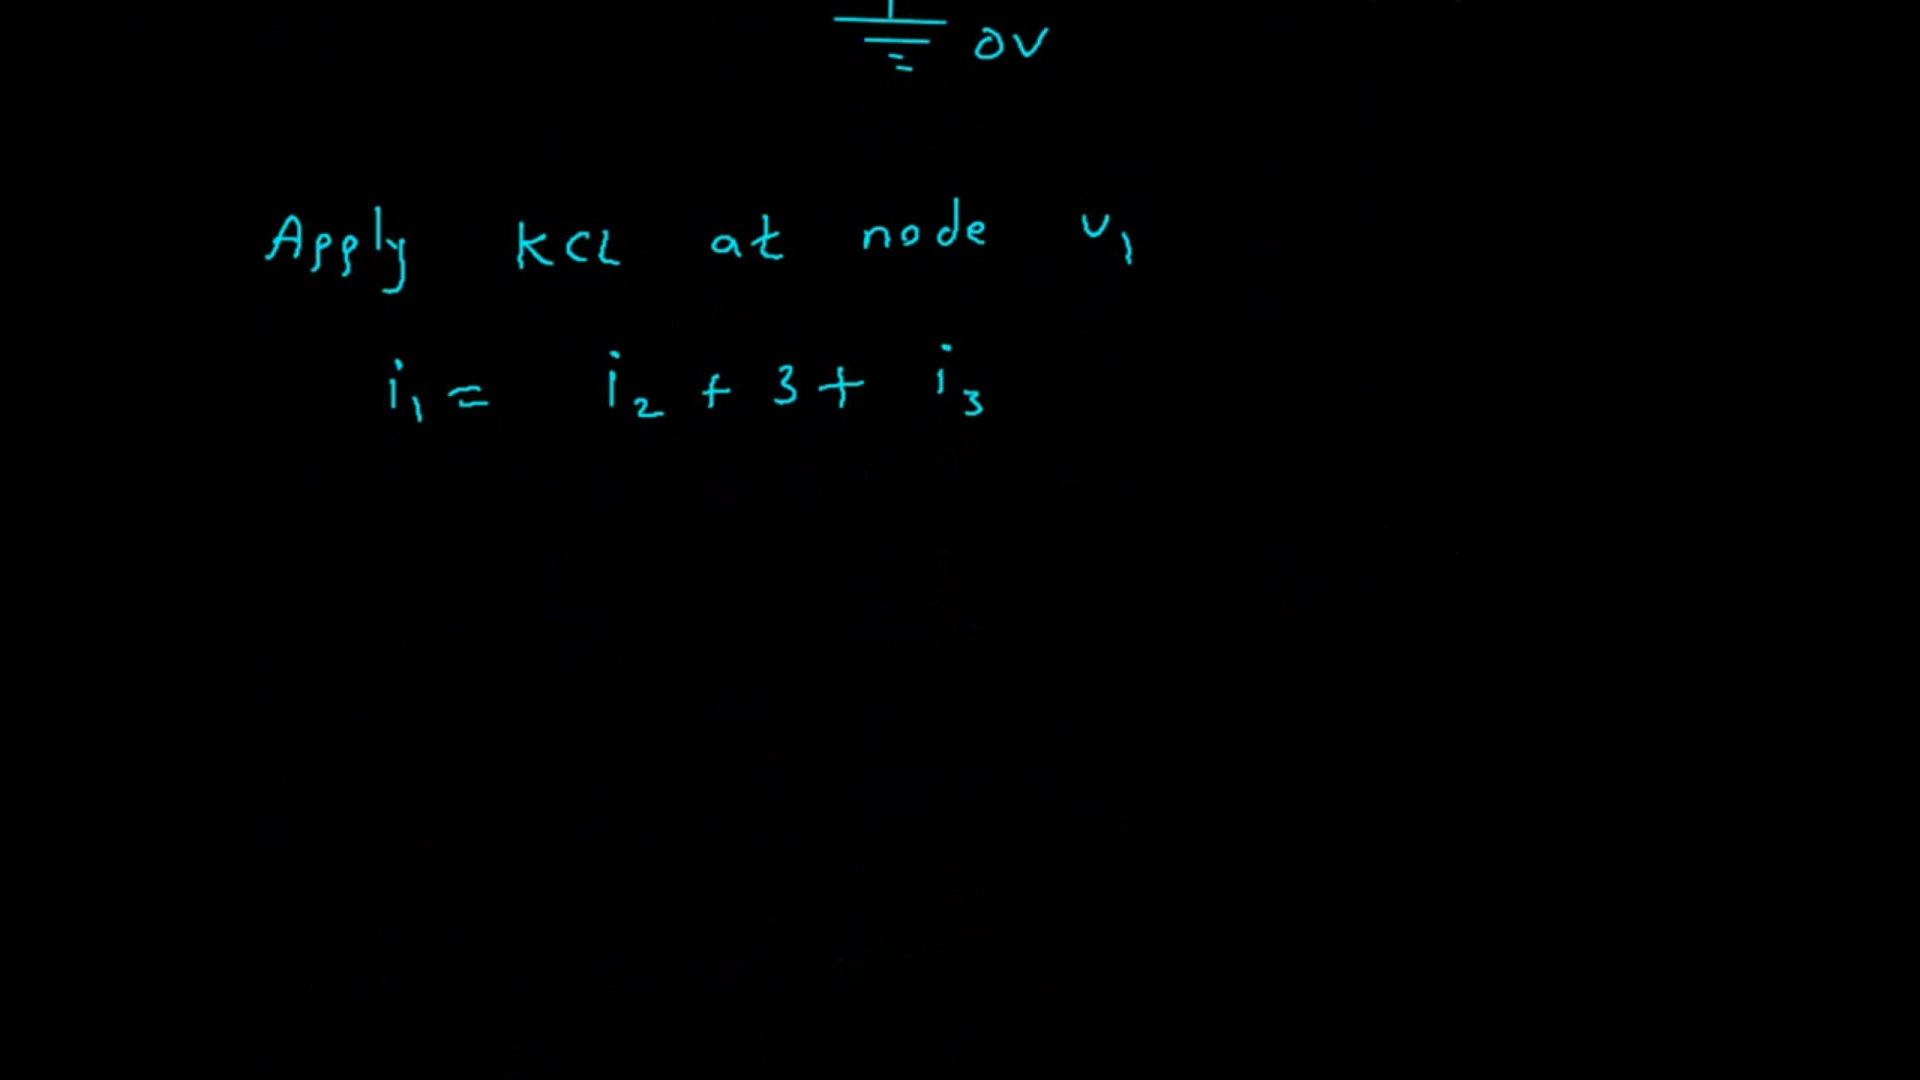 0V
Apply KCL at node v₁
i₁ = i₂ + 3 + i₃